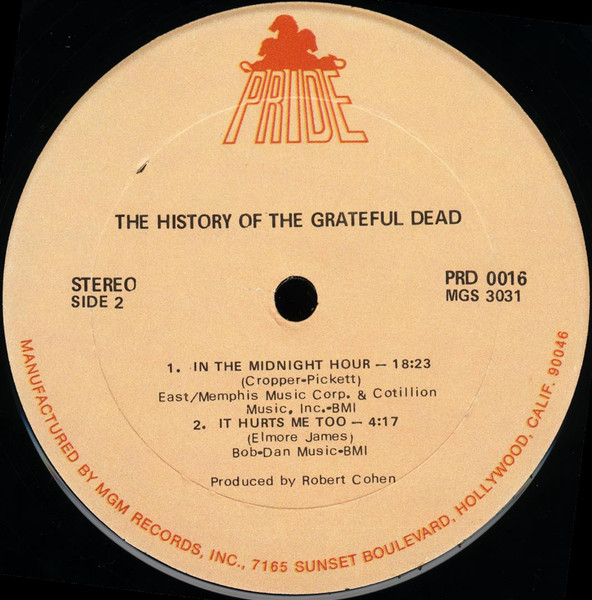 PRIDE
THE HISTORY OF THE GRATEFUL DEAD
STEREO
SIDE 2
PRD 0016
MGS 3031
1. IN THE MIDNIGHT HOUR — 18:23
(Cropper-Pickett)
East/Memphis Music Corp. & Cotillion
Music, Inc.-BMI
2. IT HURTS ME TOO — 4:17
(Elmore James)
Bob-Dan Music-BMI
Produced by Robert Cohen
MANUFACTURED BY MGM RECORDS, INC., 7165 SUNSET BOULEVARD, HOLLYWOOD, CALIF. 90046